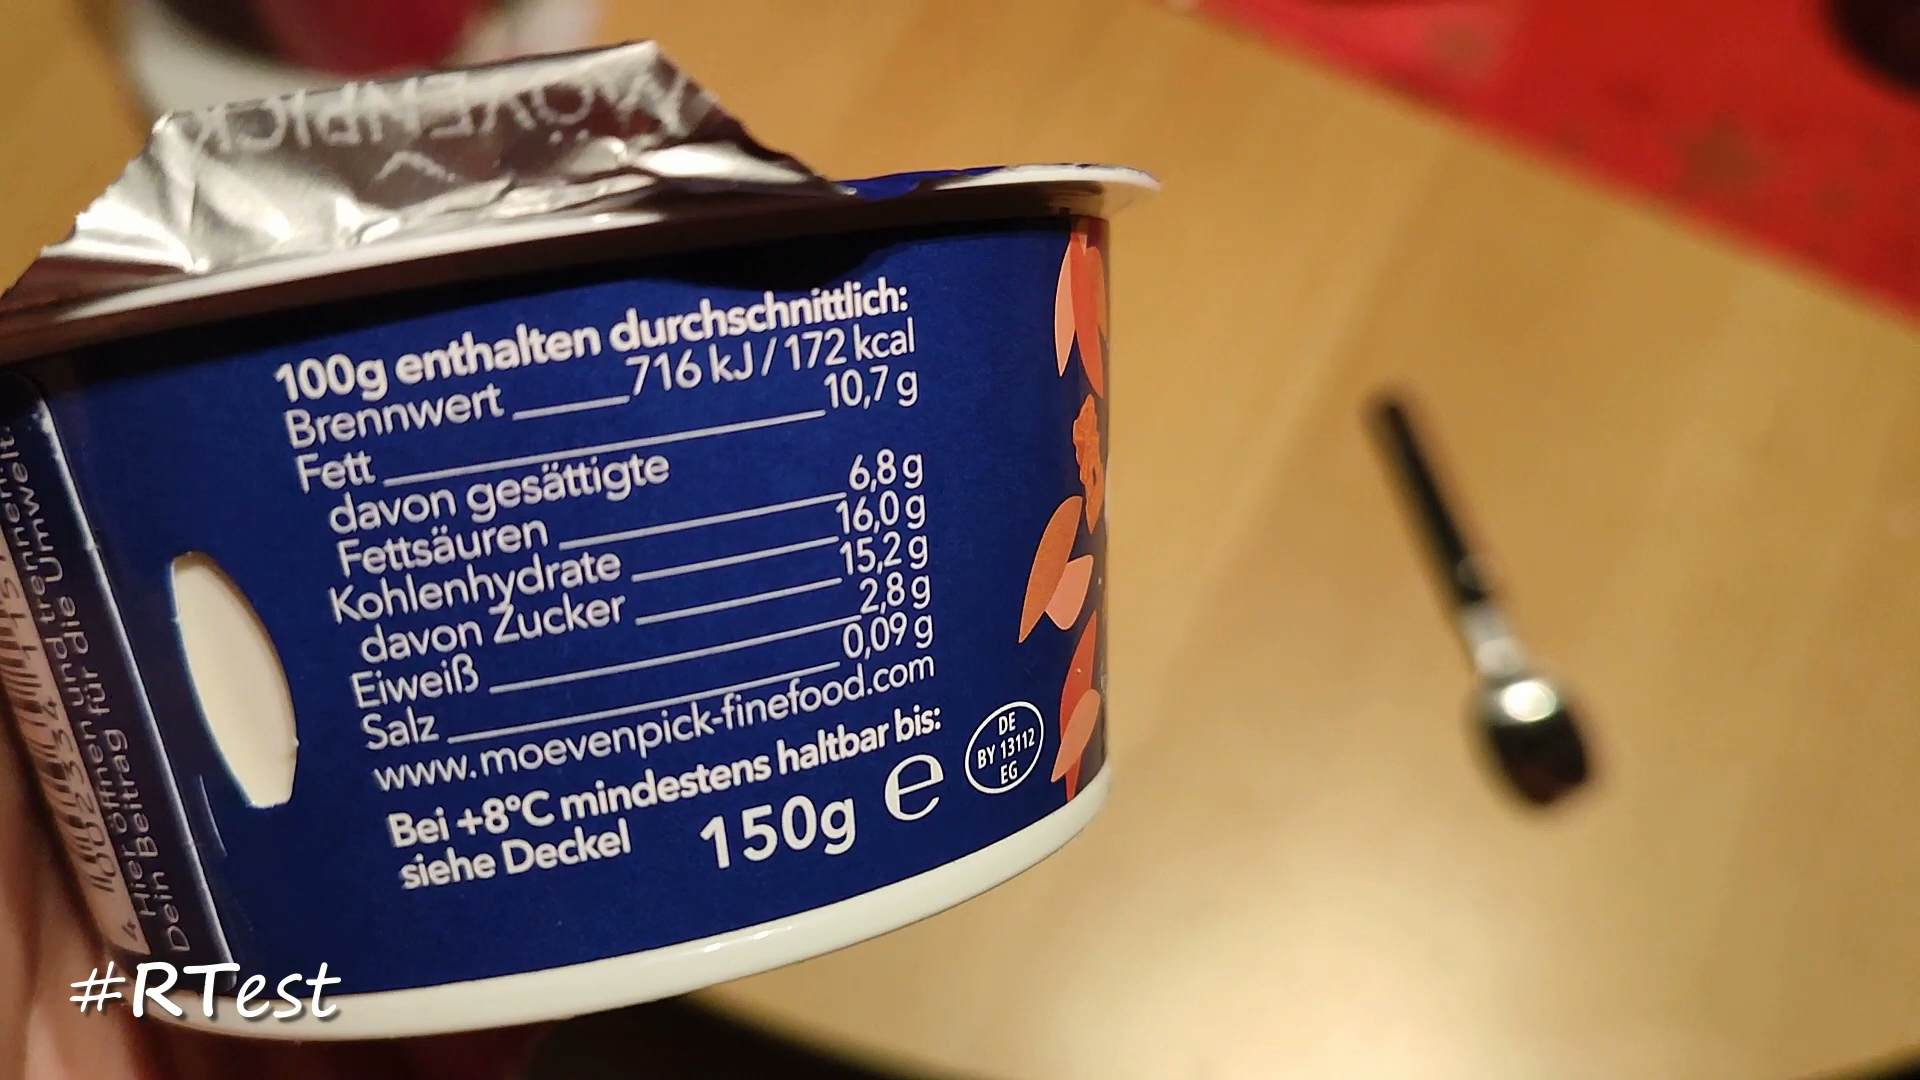 MÖVENPICK
100g enthalten durchschnittlich:
Brennwert 716 kJ / 172 kcal
Fett 10,7 g
davon gesättigte
Fettsäuren 6,8 g
Kohlenhydrate 16,0 g
davon Zucker 15,2 g
Eiweiß 2,8 g
Salz 0,09 g
www.moevenpick-finefood.com
Bei +8°C mindestens haltbar bis:
siehe Deckel
150g e
DE
BY 13112
EG
Hier öffnen und trennen
Dein Beitrag für die Umwelt:
#RTest